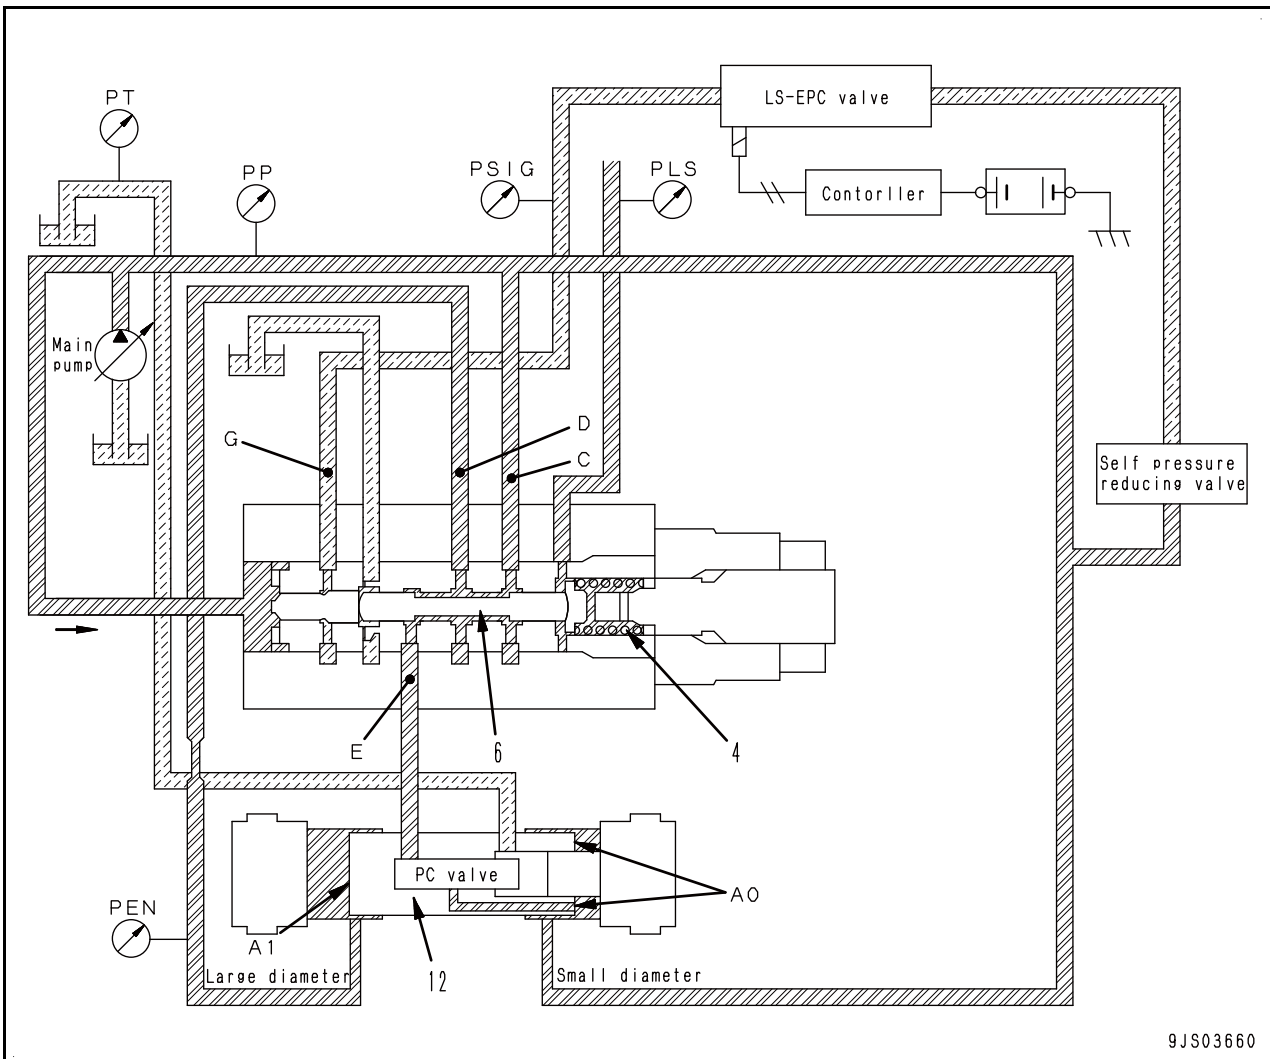 PT
LS-EPC valve
PP
PSIG
PLS
Contorller
Main
pump
G
D
C
Self pressure
reducing valve
E
6
4
PC valve
A0
PEN
A1
12
Large diameter
Small diameter
9JS03660